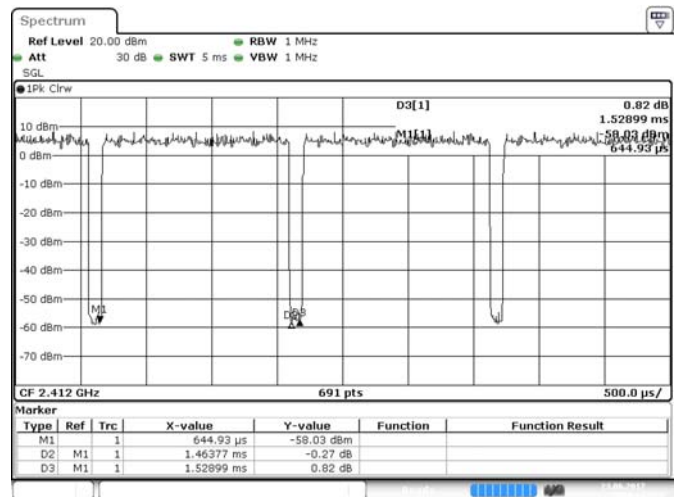 Spectrum
Ref Level 20.00 dBm RBW 1 MHz
Att 30 dB SWT 5 ms VBW 1 MHz
SGL
1Pk Clrw
D3[1] 0.82 dB
1.52899 ms
10 dBm M1[1] -58.03 dBm
644.93 µs
0 dBm
-10 dBm
-20 dBm
-30 dBm
-40 dBm
-50 dBm
M1
D3
-60 dBm
-70 dBm
CF 2.412 GHz 691 pts 500.0 µs/
Marker
Type Ref Trc X-value Y-value Function Function Result
M1 1 644.93 µs -58.03 dBm
D2 M1 1 1.46377 ms -0.27 dB
D3 M1 1 1.52899 ms 0.82 dB